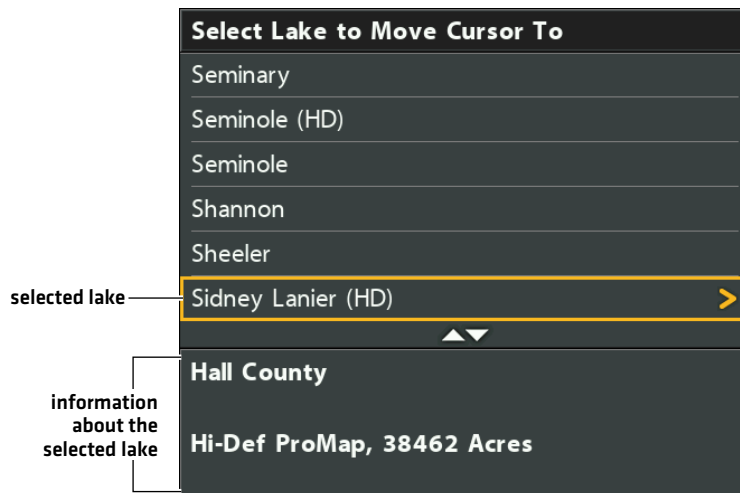 Select Lake to Move Cursor To
Seminary
Seminole (HD)
Seminole
Shannon
Sheeler
selected lake
Sidney Lanier (HD)
Hall County
information
about the
selected lake
Hi-Def ProMap, 38462 Acres